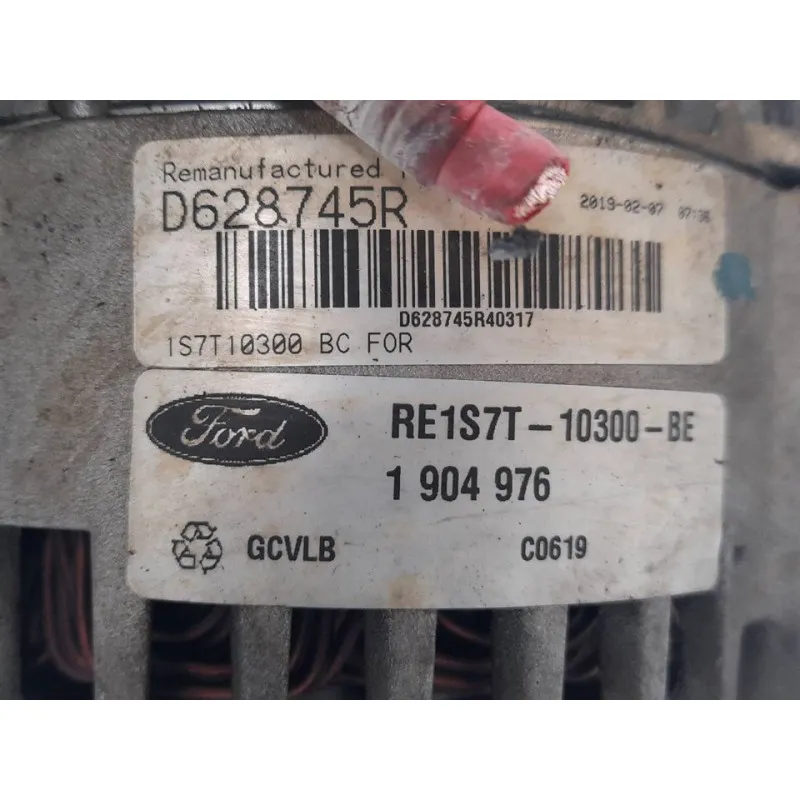 Remanufactured
D628745R
2019-02-07 07:36
D628745R40317
1S7T10300 BC FOR
Ford
RE1S7T-10300-BE
1 904 976
GCVLB C0619